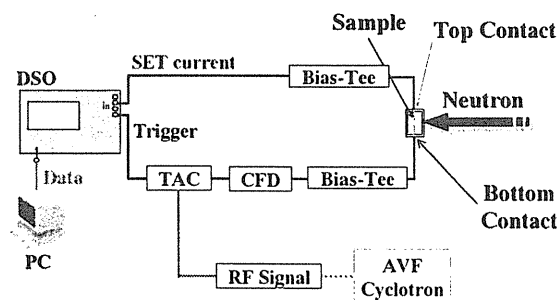 Sample
Top Contact
SET current
Bias-Tee
DSO
in
Neutron
Trigger
Data
TAC
CFD
Bias-Tee
Bottom
Contact
PC
RF Signal
AVF
Cyclotron